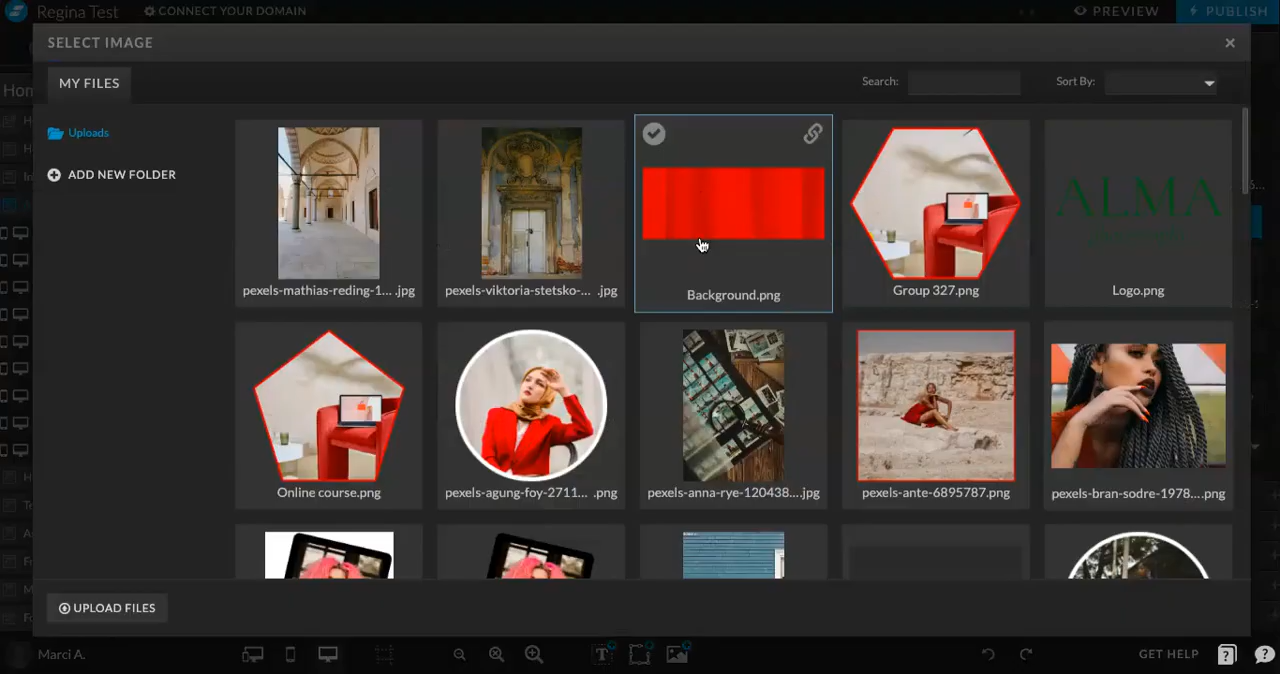 Regina Test
CONNECT YOUR DOMAIN
PREVIEW
PUBLISH
SELECT IMAGE
MY FILES
Search:
Sort By:
Uploads
ADD NEW FOLDER
pexels-mathias-reding-1... .jpg
pexels-viktoria-stetsko-... .jpg
Background.png
Group 327.png
ALMA
Logo.png
Online course.png
pexels-agung-foy-2711... .png
pexels-anna-rye-120438....jpg
pexels-ante-6895787.png
pexels-bran-sodre-1978....png
UPLOAD FILES
Marci A.
GET HELP